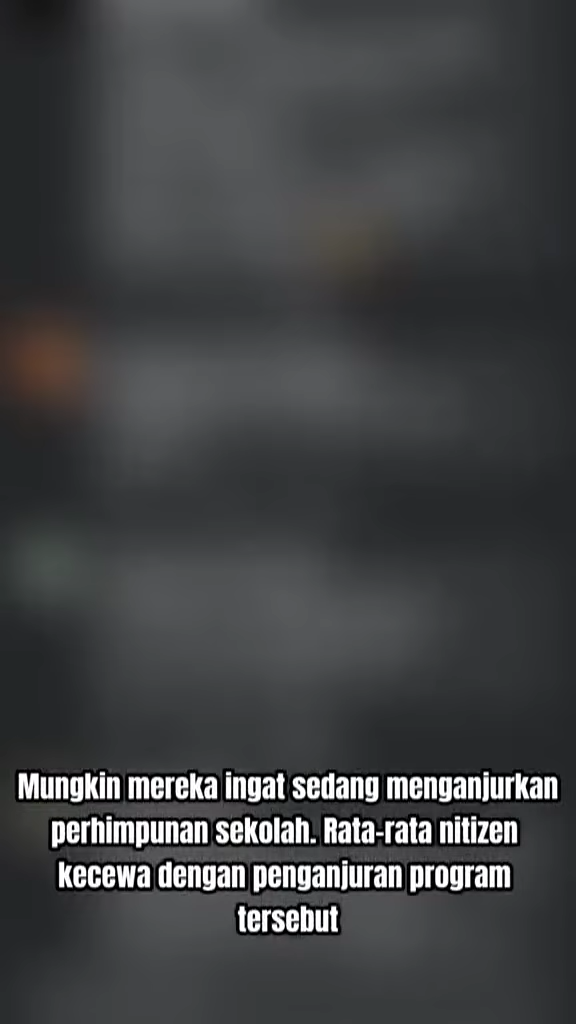 Mungkin mereka ingat sedang menganjurkan
perhimpunan sekolah. Rata-rata nitizen
kecewa dengan penganjuran program
tersebut